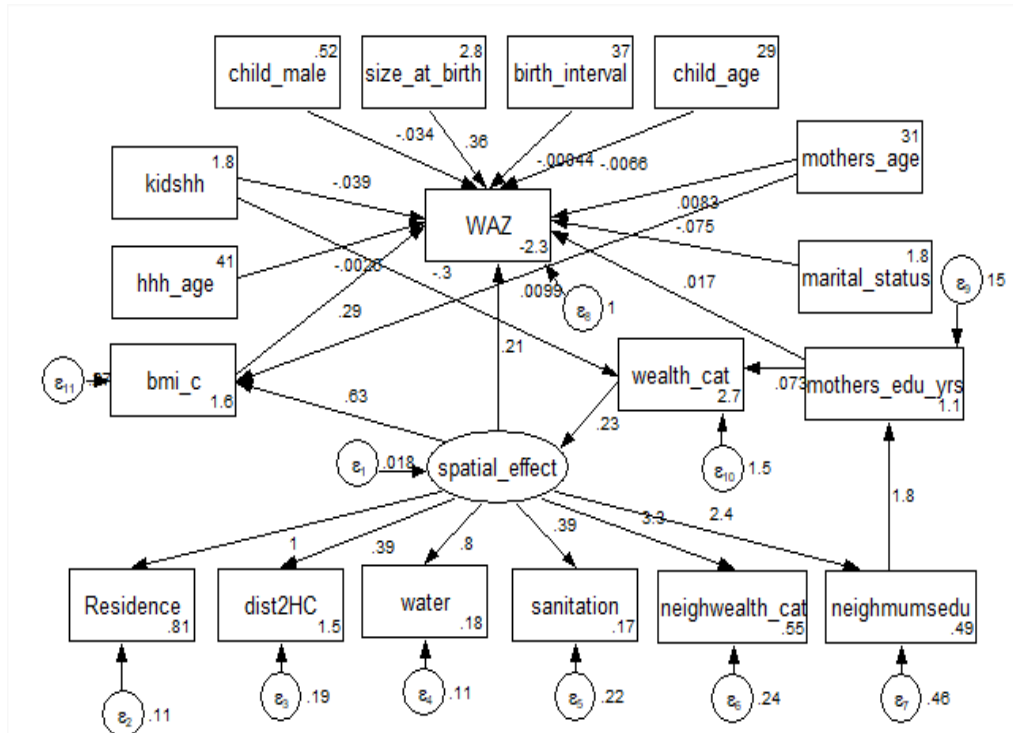 .52
child_male
2.8
size_at_birth
37
birth_interval
29
child_age
-.034
.36
-.00044
-.0066
1.8
kidshh
31
mothers_age
-.039
.0083
WAZ
-2.3
-.075
41
hhh_age
-.0026
-.3
.0099
ε8
1
1.8
marital_status
ε9
15
.017
.29
.21
ε11
bmi_c
1.6
wealth_cat
2.7
.073
mothers_edu_yrs
1.1
.63
.23
ε1
.018
spatial_effect
ε10
1.5
1.8
1
.39
.8
.39
3.3
2.4
Residence
.81
dist2HC
1.5
water
.18
sanitation
.17
neighwealth_cat
.55
neighmumsedu
.49
ε2
.11
ε3
.19
ε4
.11
ε5
.22
ε6
.24
ε7
.46